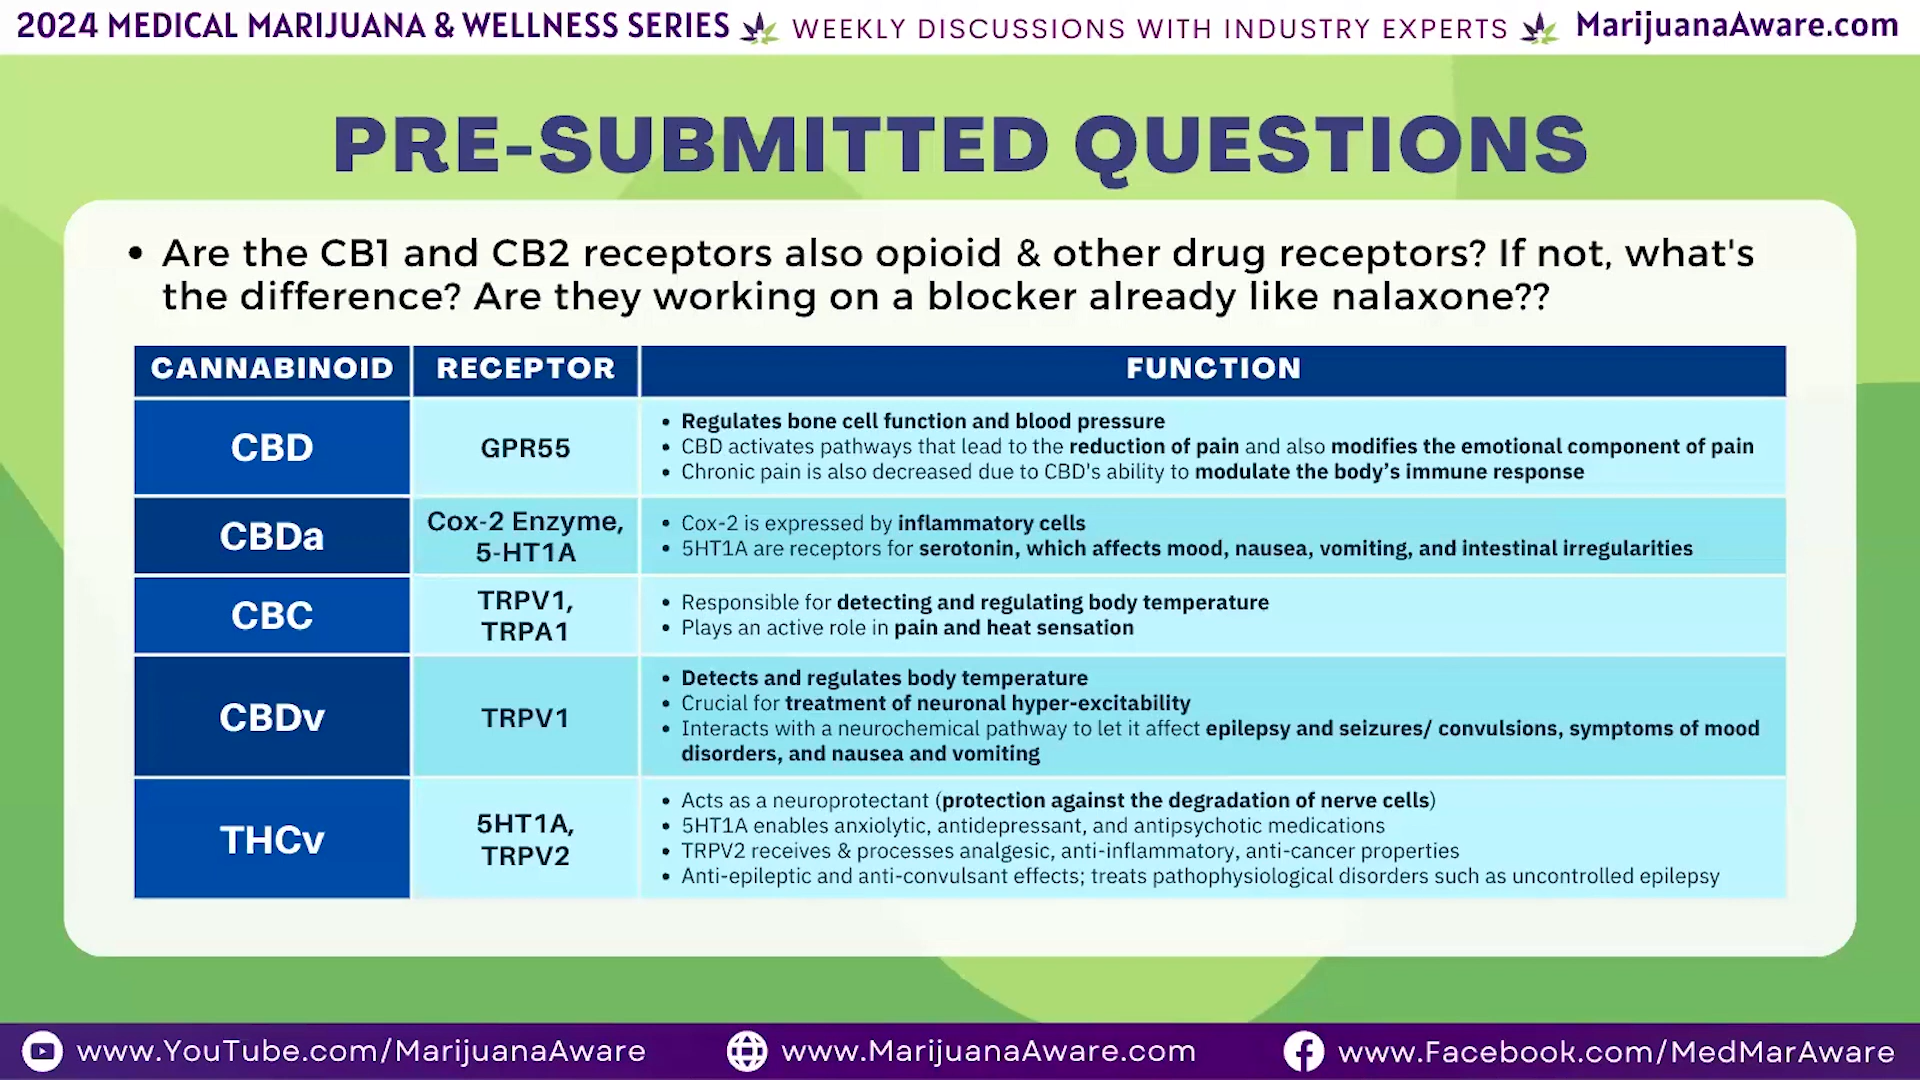 2024 MEDICAL MARIJUANA & WELLNESS SERIES WEEKLY DISCUSSIONS WITH INDUSTRY EXPERTS MarijuanaAware.com
PRE-SUBMITTED QUESTIONS
• Are the CB1 and CB2 receptors also opioid & other drug receptors? If not, what's
the difference? Are they working on a blocker already like nalaxone??
CANNABINOID RECEPTOR FUNCTION
CBD
GPR55
• Regulates bone cell function and blood pressure
• CBD activates pathways that lead to the reduction of pain and also modifies the emotional component of pain
• Chronic pain is also decreased due to CBD's ability to modulate the body’s immune response
CBDa
Cox-2 Enzyme,
5-HT1A
• Cox-2 is expressed by inflammatory cells
• 5HT1A are receptors for serotonin, which affects mood, nausea, vomiting, and intestinal irregularities
CBC
TRPV1,
TRPA1
• Responsible for detecting and regulating body temperature
• Plays an active role in pain and heat sensation
CBDv
TRPV1
• Detects and regulates body temperature
• Crucial for treatment of neuronal hyper-excitability
• Interacts with a neurochemical pathway to let it affect epilepsy and seizures/ convulsions, symptoms of mood
disorders, and nausea and vomiting
THCv
5HT1A,
TRPV2
• Acts as a neuroprotectant (protection against the degradation of nerve cells)
• 5HT1A enables anxiolytic, antidepressant, and antipsychotic medications
• TRPV2 receives & processes analgesic, anti-inflammatory, anti-cancer properties
• Anti-epileptic and anti-convulsant effects; treats pathophysiological disorders such as uncontrolled epilepsy
www.YouTube.com/MarijuanaAware www.MarijuanaAware.com www.Facebook.com/MedMarAware